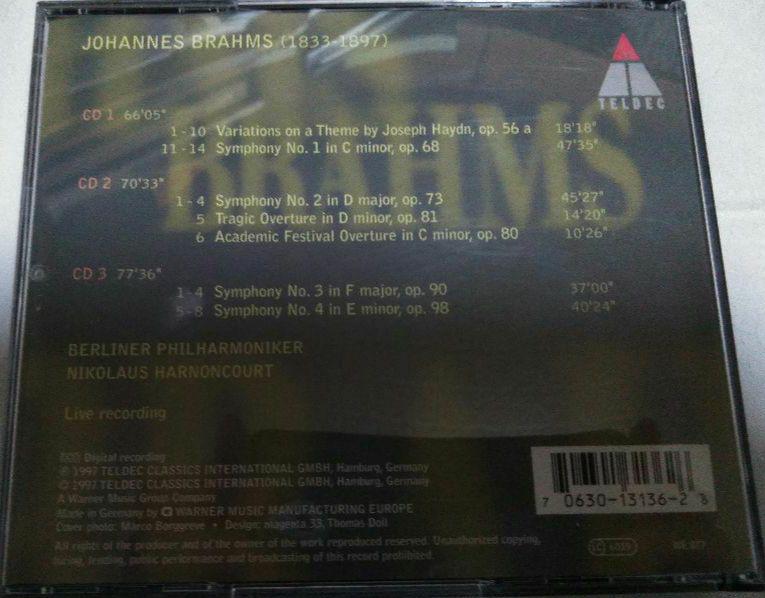 JOHANNES BRAHMS (1833-1897)
TELDEC
BRAHMS
CD 1 66'05"
1 - 10 Variations on a Theme by Joseph Haydn, op. 56 a 18'18"
11 - 14 Symphony No. 1 in C minor, op. 68 47'35"
CD 2 70'33"
1 - 4 Symphony No. 2 in D major, op. 73 45'27"
5 Tragic Overture in D minor, op. 81 14'20"
6 Academic Festival Overture in C minor, op. 80 10'26"
CD 3 77'36"
1 - 4 Symphony No. 3 in F major, op. 90 37'00"
5 - 8 Symphony No. 4 in E minor, op. 98 40'24"
BERLINER PHILHARMONIKER
NIKOLAUS HARNONCOURT
Live recording
DDD Digital recording
℗ 1997 TELDEC CLASSICS INTERNATIONAL GMBH, Hamburg, Germany
© 1997 TELDEC CLASSICS INTERNATIONAL GMBH, Hamburg, Germany
A Warner Music Group Company
Made in Germany by WARNER MUSIC MANUFACTURING EUROPE
Cover photo: Marco Borggreve • Design: magenta 33, Thomas Doll
All rights of the producer and of the owner of the work reproduced reserved. Unauthorized copying,
hiring, lending, public performance and broadcasting of this record prohibited.
7 0630-13136-2 8
LC 6019